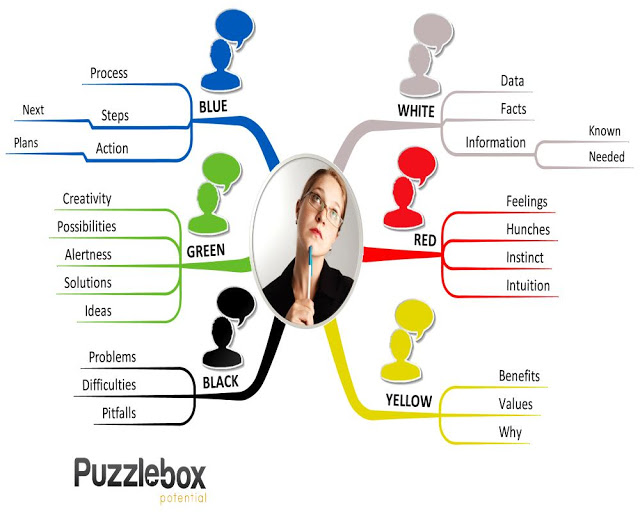 BLUE
Process
Steps
Next
Action
Plans
WHITE
Data
Facts
Information
Known
Needed
GREEN
Creativity
Possibilities
Alertness
Solutions
Ideas
RED
Feelings
Hunches
Instinct
Intuition
BLACK
Problems
Difficulties
Pitfalls
YELLOW
Benefits
Values
Why
Puzzlebox
potential